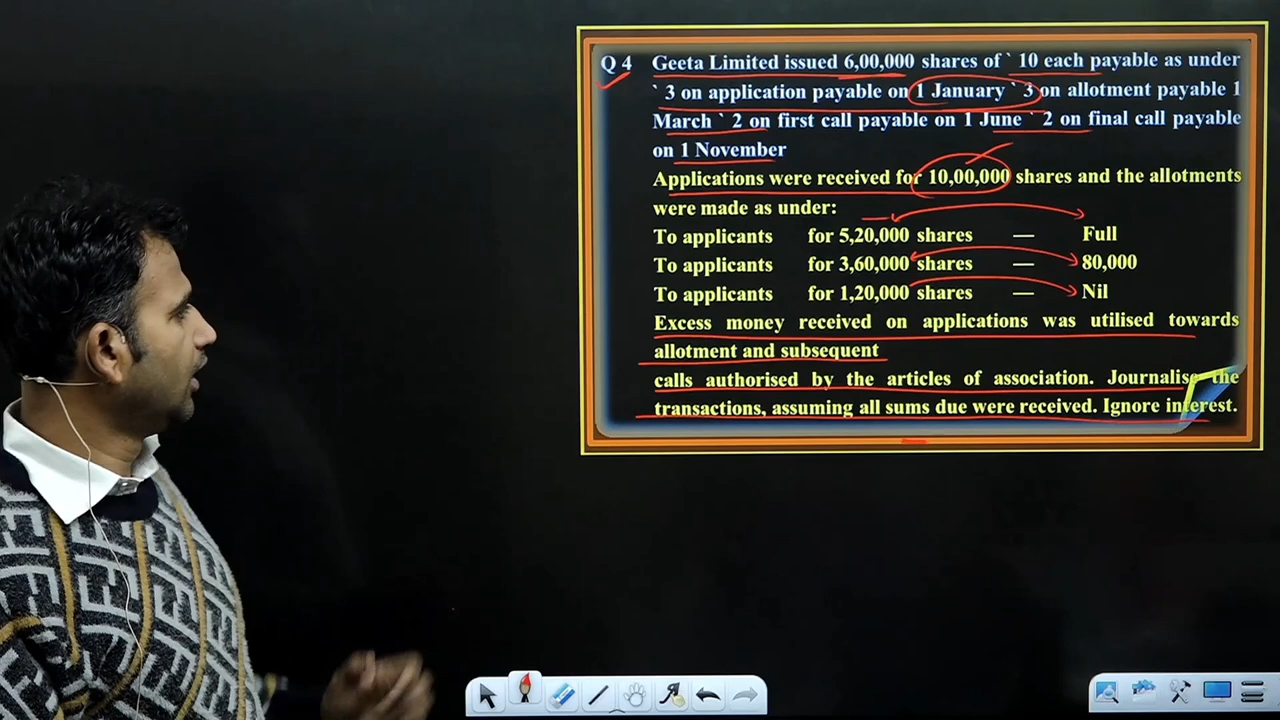 Q 4 Geeta Limited issued 6,00,000 shares of ` 10 each payable as under
` 3 on application payable on 1 January ` 3 on allotment payable 1
March ` 2 on first call payable on 1 June ` 2 on final call payable
on 1 November
Applications were received for 10,00,000 shares and the allotments
were made as under:
To applicants for 5,20,000 shares — Full
To applicants for 3,60,000 shares — 80,000
To applicants for 1,20,000 shares — Nil
Excess money received on applications was utilised towards
allotment and subsequent
calls authorised by the articles of association. Journalise the
transactions, assuming all sums due were received. Ignore interest.